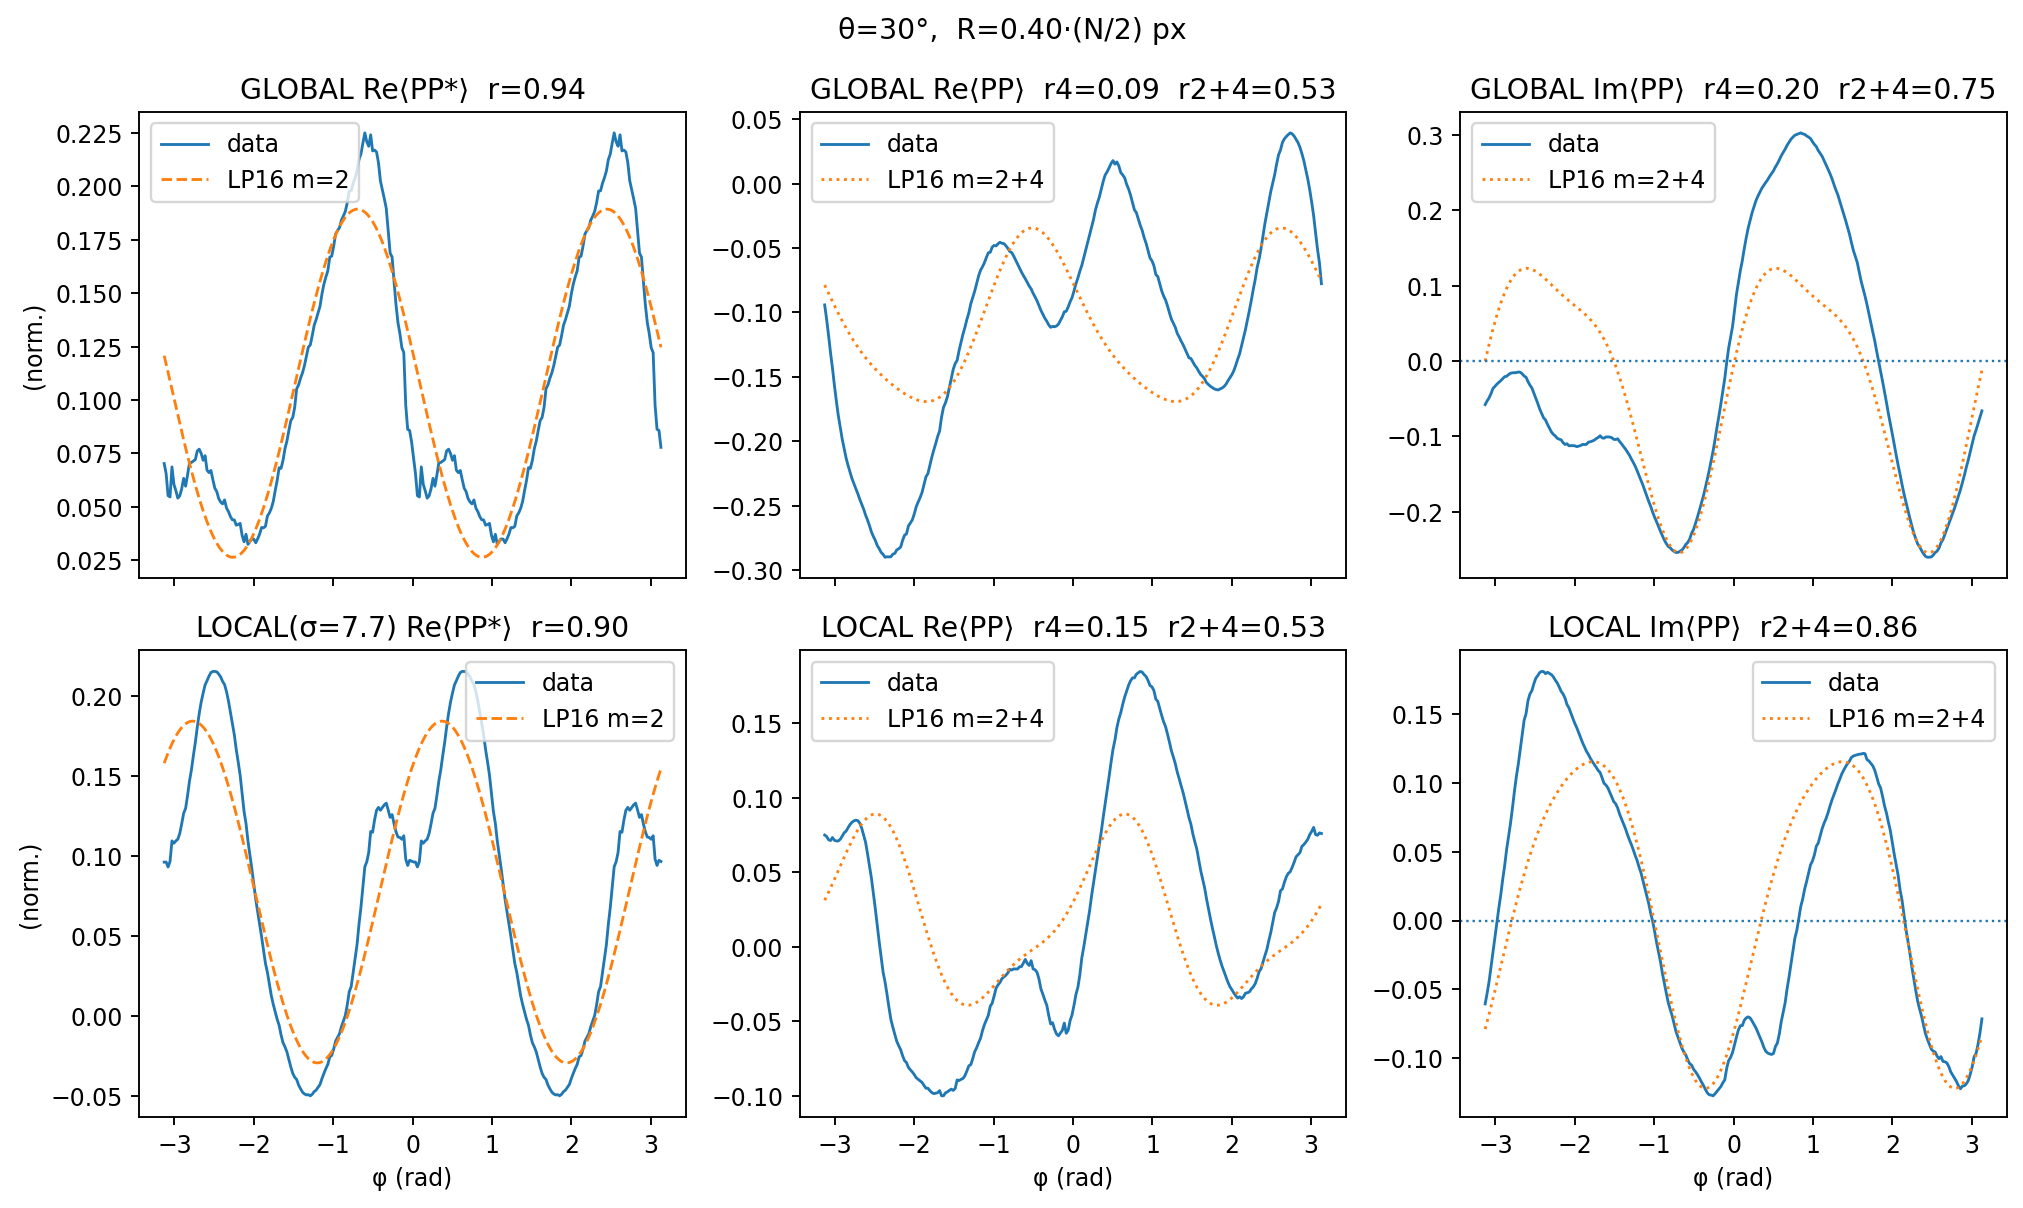 θ=30°,  R=0.40·(N/2) px
GLOBAL Re⟨PP*⟩  r=0.94
data
LP16 m=2
0.225
0.200
0.175
0.150
0.125
0.100
0.075
0.050
0.025
(norm.)
GLOBAL Re⟨PP⟩  r4=0.09  r2+4=0.53
data
LP16 m=2+4
0.05
0.00
−0.05
−0.10
−0.15
−0.20
−0.25
−0.30
GLOBAL Im⟨PP⟩  r4=0.20  r2+4=0.75
data
LP16 m=2+4
0.3
0.2
0.1
0.0
−0.1
−0.2
LOCAL(σ=7.7) Re⟨PP*⟩  r=0.90
data
LP16 m=2
0.20
0.15
0.10
0.05
0.00
−0.05
(norm.)
−3 −2 −1 0 1 2 3
φ (rad)
LOCAL Re⟨PP⟩  r4=0.15  r2+4=0.53
data
LP16 m=2+4
0.15
0.10
0.05
0.00
−0.05
−0.10
−3 −2 −1 0 1 2 3
φ (rad)
LOCAL Im⟨PP⟩  r2+4=0.86
data
LP16 m=2+4
0.15
0.10
0.05
0.00
−0.05
−0.10
−3 −2 −1 0 1 2 3
φ (rad)